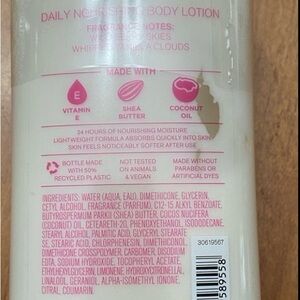 DAILY NOURISHING BODY LOTION
FRAGRANCE NOTES:
SKIES
WHIPPED VANILLA CLOUDS
MADE WITH
E
VITAMIN
E
SHEA
BUTTER
COCONUT
OIL
24 HOURS OF NOURISHING MOISTURE
LIGHTWEIGHT FORMULA ABSORBS QUICKLY INTO SKIN
SKIN FEELS NOTICEABLY SOFTER AFTER USE
BOTTLE MADE
WITH 50%
RECYCLED PLASTIC
NOT TESTED
ON ANIMALS
& VEGAN
MADE WITHOUT
PARABENS OR
ARTIFICIAL DYES
INGREDIENTS: WATER (AQUA, EAU), DIMETHICONE, GLYCERIN,
CETYL ALCOHOL, FRAGRANCE (PARFUM), C12-15 ALKYL BENZOATE,
BUTYROSPERMUM PARKII (SHEA) BUTTER, COCOS NUCIFERA
(COCONUT) OIL, CETEARETH-20, PHENOXYETHANOL, ISODODECANE,
STEARYL ALCOHOL, PALMITIC ACID, GLYCERYL STEARATE
SE, STEARIC ACID, CHLORPHENESIN, DIMETHICONOL,
DIMETHICONE CROSSPOLYMER, CARBOMER, DISODIUM
EDTA, SODIUM HYDROXIDE, TOCOPHERYL ACETATE,
ETHYLHEXYLGLYCERIN, LIMONENE, HYDROXYCITRONELLAL,
LINALOOL, GERANIOL, ALPHA-ISOMETHYL IONONE,
CITRAL, COUMARIN
30619567
589558